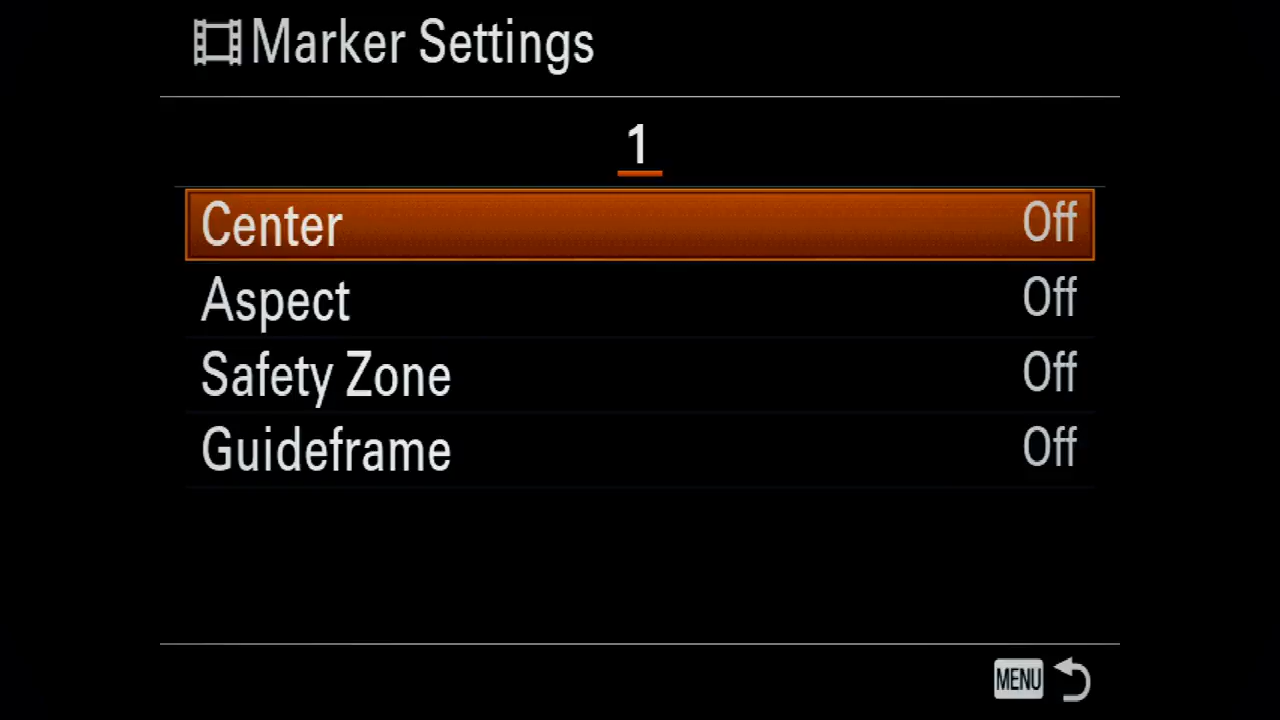 Marker Settings
1
Center Off
Aspect Off
Safety Zone Off
Guideframe Off
MENU